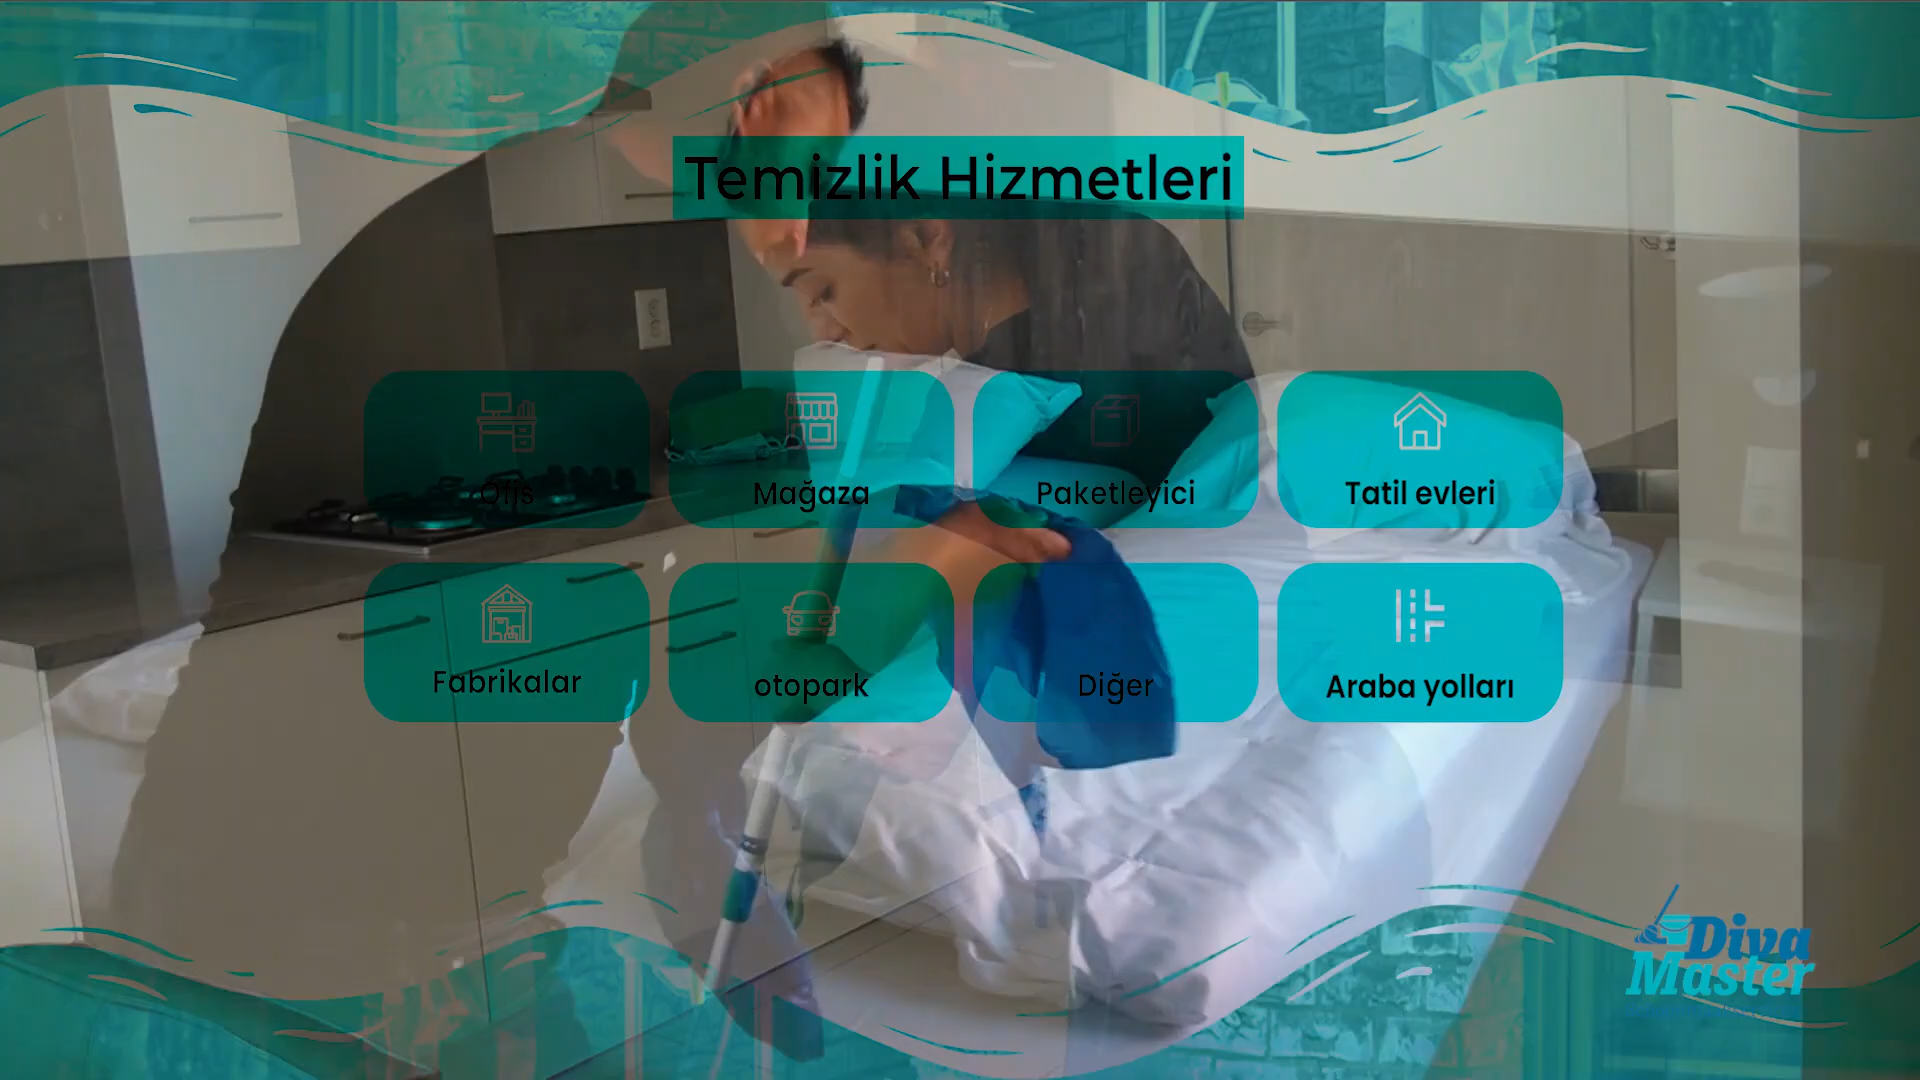 Temizlik Hizmetleri
Ofis
Mağaza
Paketleyici
Tatil evleri
Fabrikalar
otopark
Diğer
Araba yolları
Diva
Master